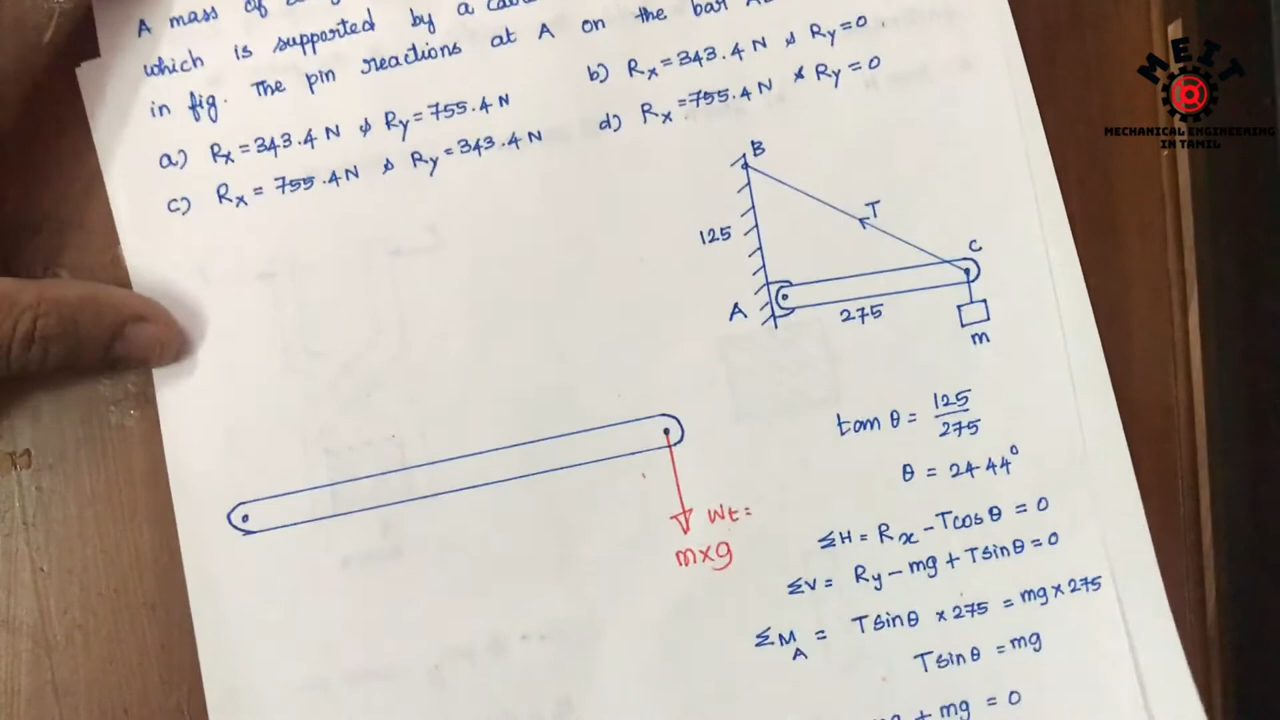 A mass of
which is supported by a
in fig. The pin reactions at A on the bar
a) Rx = 343.4 N & Ry = 755.4 N
b) Rx = 343.4 N & Ry = 0.
c) Rx = 755.4 N & Ry = 343.4 N
d) Rx = 755.4 N & Ry = 0
MEIT
MECHANICAL ENGINEERING
IN TAMIL
B
T
125
C
A
275
m
Wt =
m×g
tan θ = 125/275
θ = 24.44°
ΣH = Rx - T cos θ = 0
ΣV = Ry - mg + T sin θ = 0
ΣM_A = T sin θ × 275 = mg × 275
T sin θ = mg
+ mg = 0